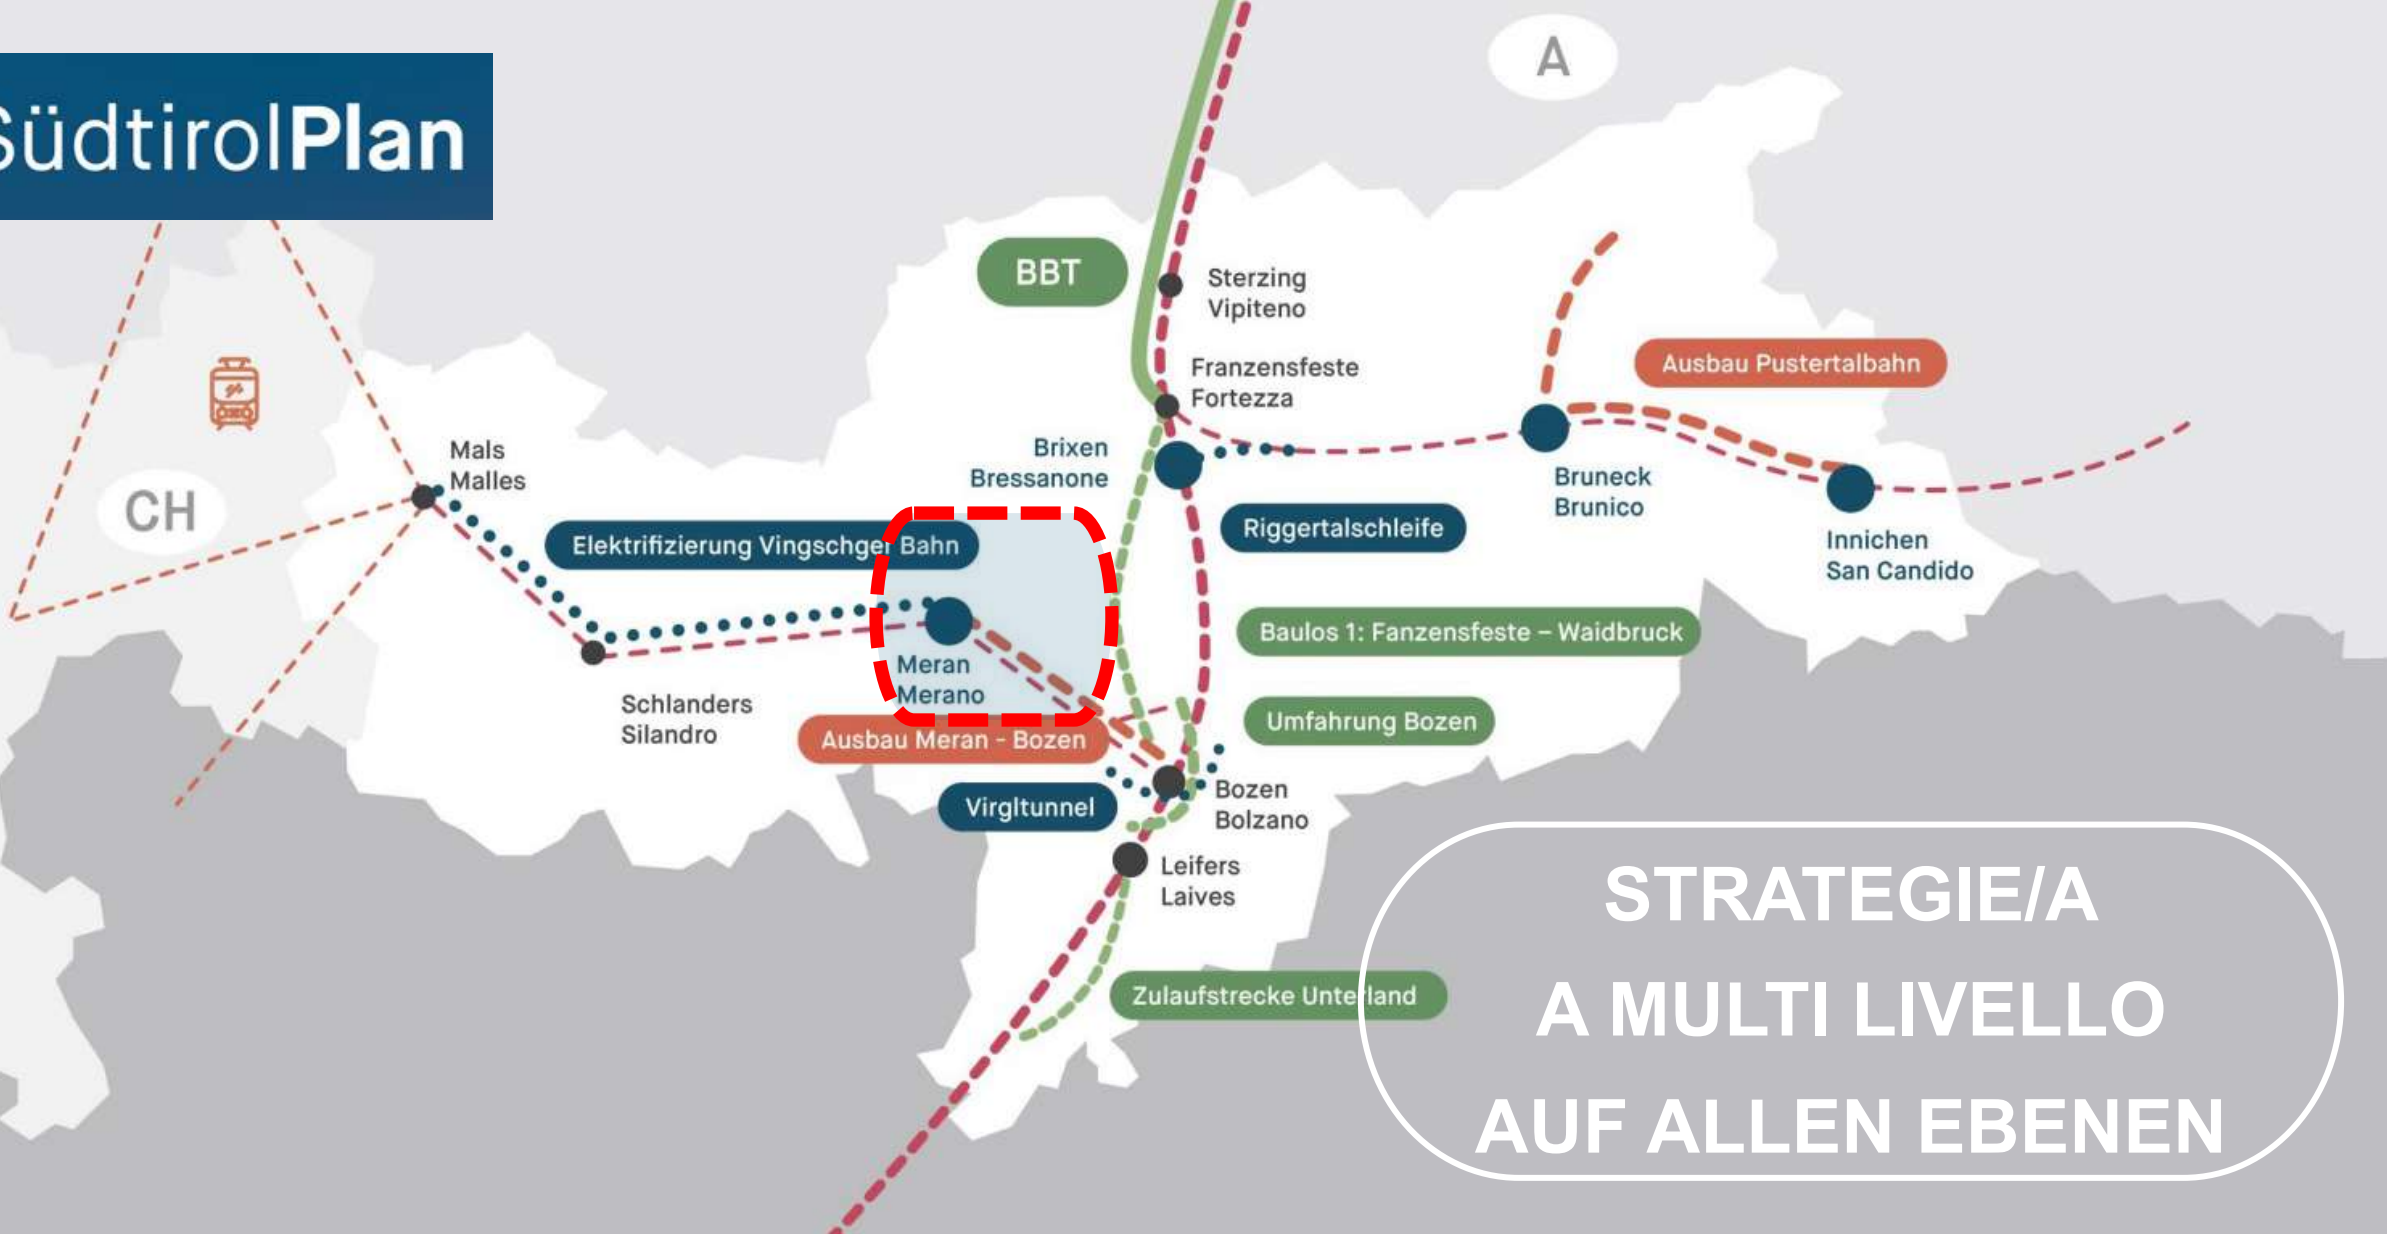 SüdtirolPlan
A
BBT
Sterzing
Vipiteno
Franzensfeste
Fortezza
Ausbau Pustertalbahn
Mals
Malles
Brixen
Bressanone
CH
Bruneck
Brunico
Elektrifizierung Vingschger Bahn
Riggertalschleife
Innichen
San Candido
Meran
Merano
Baulos 1: Fanzensfeste – Waidbruck
Schlanders
Silandro
Ausbau Meran - Bozen
Umfahrung Bozen
Virgltunnel
Bozen
Bolzano
Leifers
Laives
Zulaufstrecke Unterland
STRATEGIE/A
A MULTI LIVELLO
AUF ALLEN EBENEN